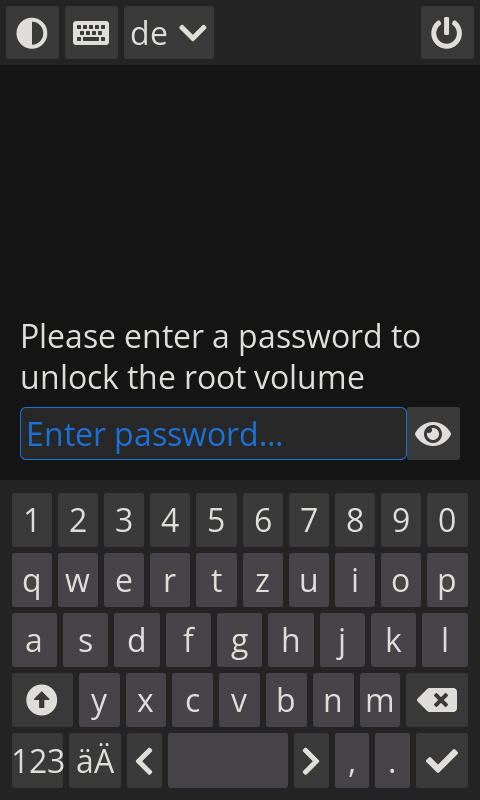 de
Please enter a password to
unlock the root volume
Enter password...
1 2 3 4 5 6 7 8 9 0
q w e r t z u i o p
a s d f g h j k l
y x c v b n m
123 äÄ , .